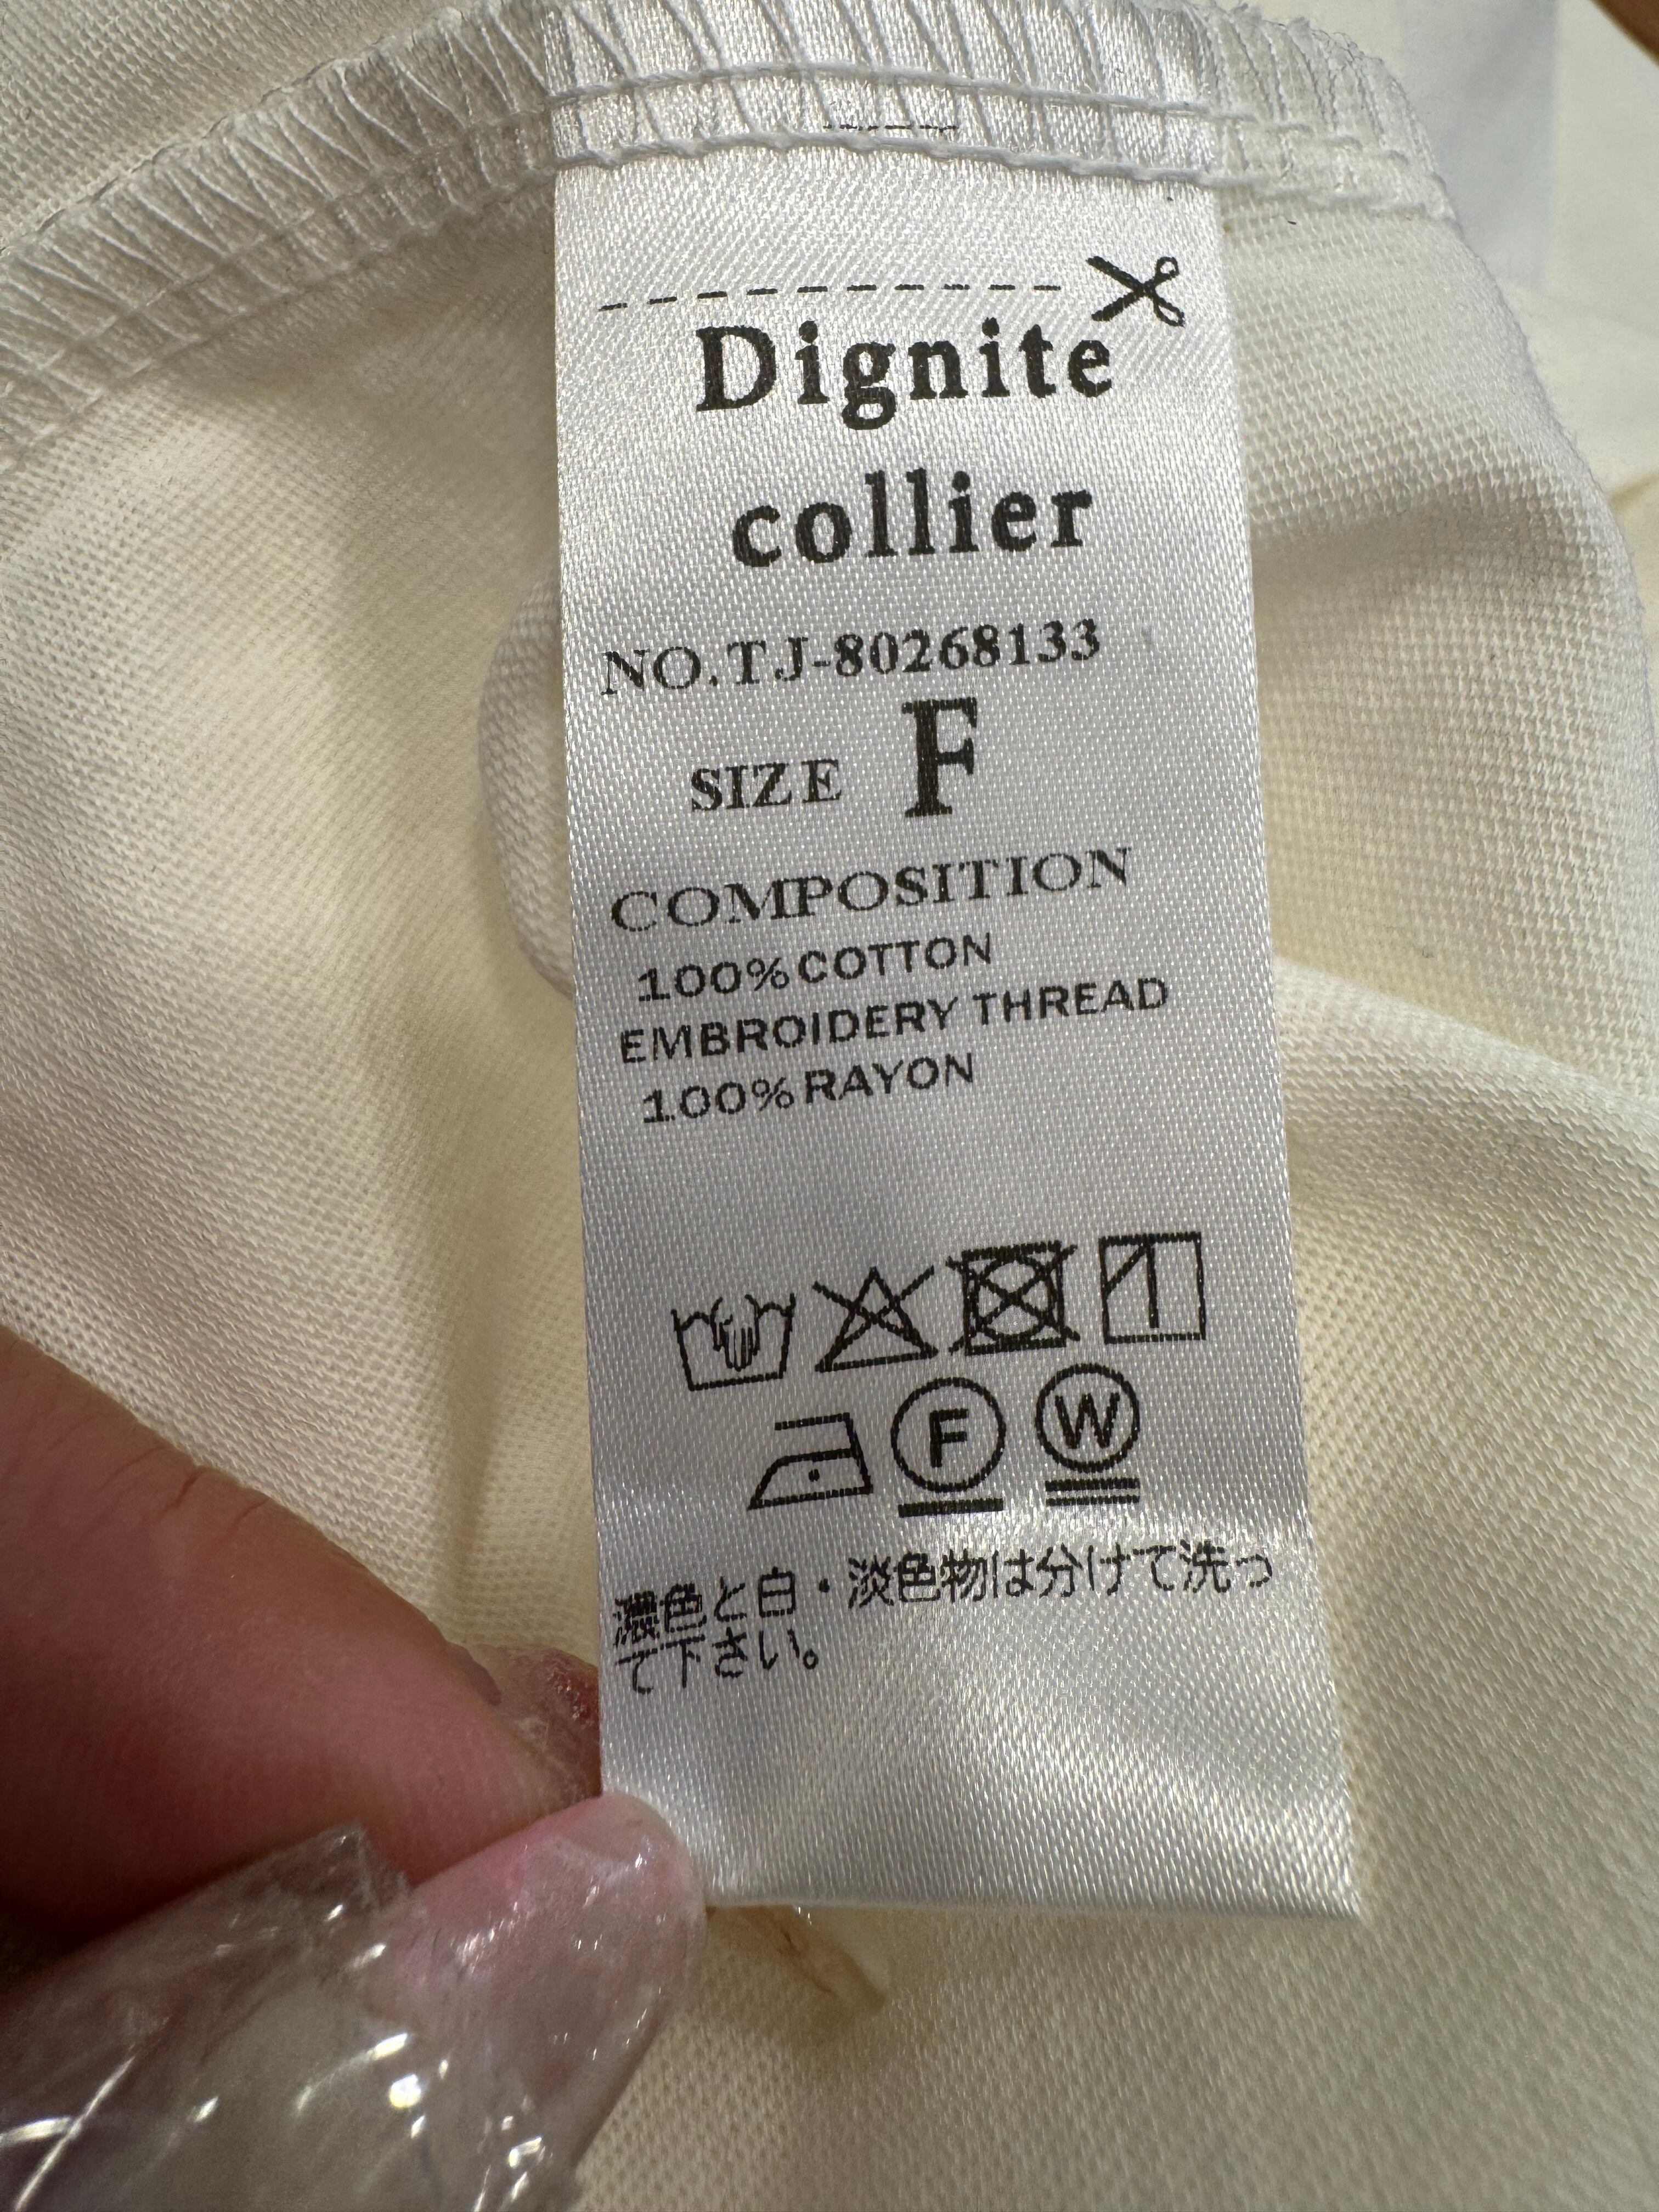 Dignite
collier
NO.TJ-80268133
SIZE F
COMPOSITION
100%COTTON
EMBROIDERY THREAD
100%RAYON
F W
濃色と白・淡色物は分けて洗っ
て下さい。